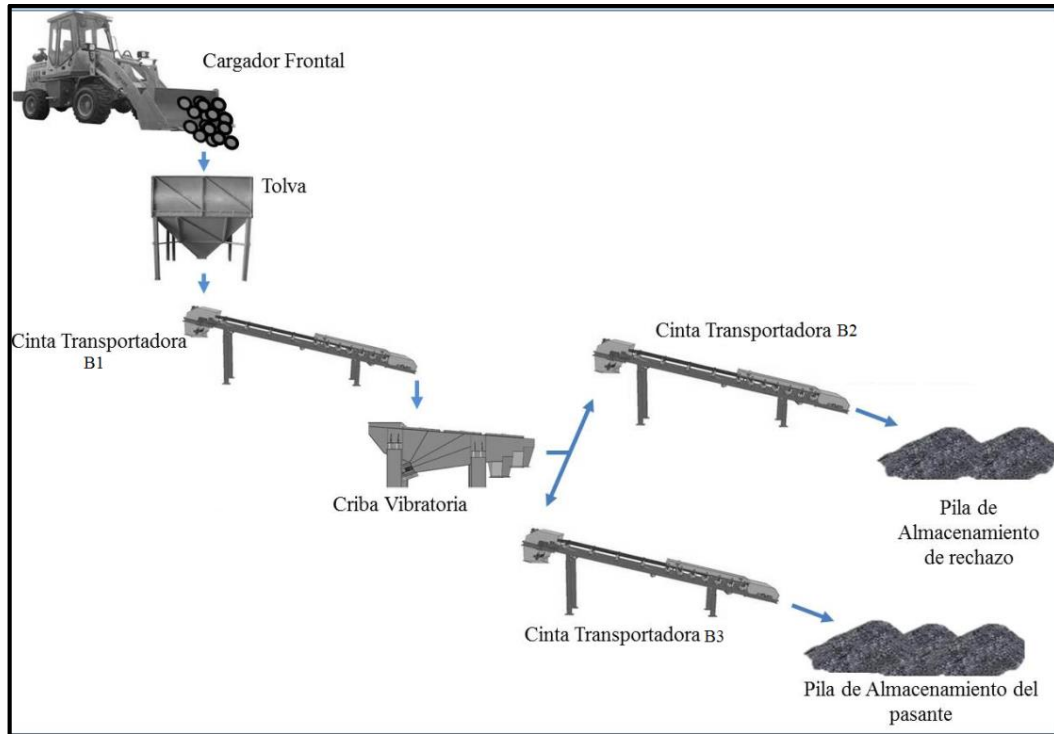 Cargador Frontal
Tolva
Cinta Transportadora
B1
Cinta Transportadora B2
Criba Vibratoria
Pila de
Almacenamiento
de rechazo
Cinta Transportadora B3
Pila de Almacenamiento del
pasante